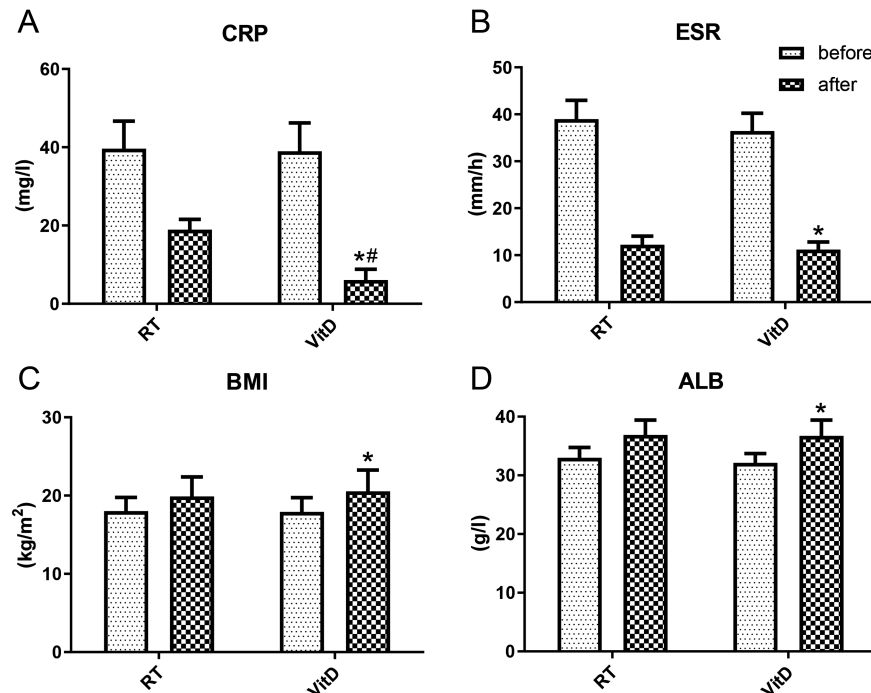 A
CRP
(mg/l)
60
40
20
0
*#
RT
VitD
B
ESR
before
after
(mm/h)
50
40
30
20
10
0
*
RT
VitD
C
BMI
(kg/m²)
30
20
10
0
*
RT
VitD
D
ALB
(g/l)
40
30
20
10
0
*
RT
VitD